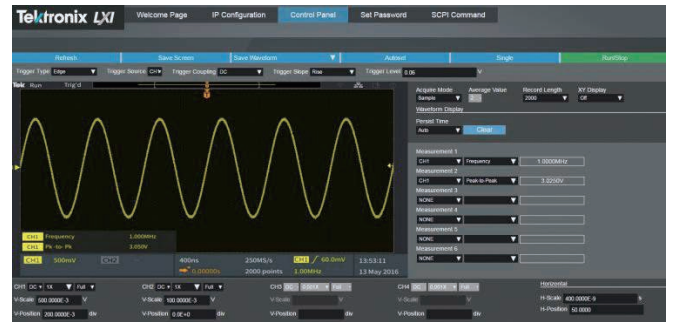 Tektronix LXI Welcome Page IP Configuration Control Panel Set Password SCPI Command
Refresh Save Screen Save Waveform Autoset Single Run/Stop
Trigger Type Edge Trigger Source CH1 Trigger Coupling DC Trigger Slope Rise Trigger Level 0.06 V
Tek Run Trig'd
Acquire Mode Average Value Record Length XY Display
Sample 2000 Off
Waveform Display
Persist Time
Auto Clear
Measurement 1
CH1 Frequency 1.0000MHz
Measurement 2
CH1 Peak-to-Peak 3.0250V
Measurement 3
NONE
Measurement 4
NONE
Measurement 5
NONE
Measurement 6
NONE
CH1 Frequency 1.000MHz
CH1 Pk-to-Pk 3.050V
CH1 500mV CH2 400ns 250MS/s CH1 60.0mV 13:53:11
0.00000s 2000 points 1.00MHz 13 May 2016
CH1 DC 1X Full CH2 DC 1X Full CH3 DC Full CH4 DC Full Horizontal
V-Scale 500.0000E-3 V V-Scale 100.0000E-3 V V-Scale V V-Scale V H-Scale 400.0000E-9 s
V-Position 200.0000E-3 div V-Position 0.0E+0 div V-Position div V-Position div H-Position 50.0000